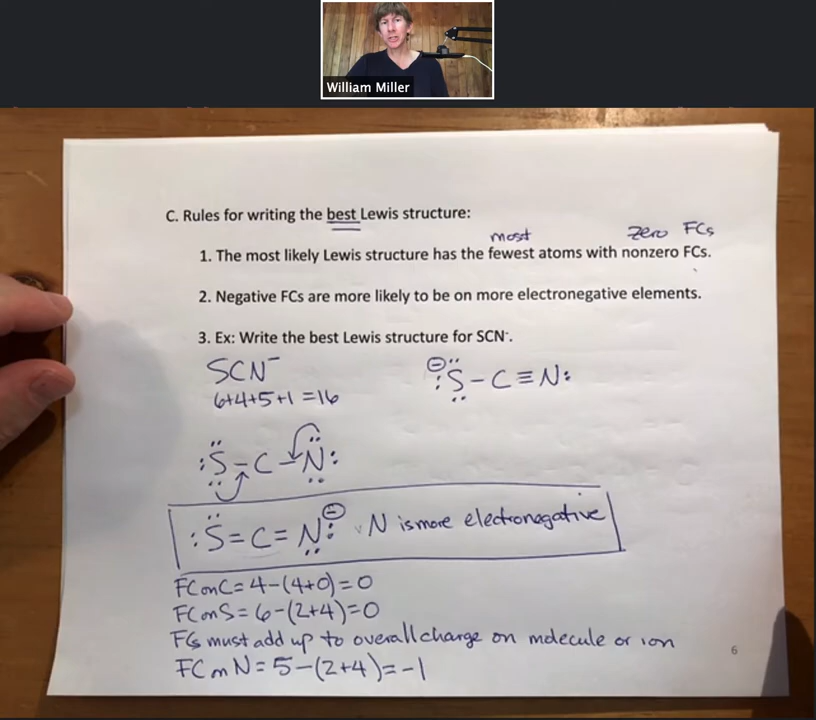 William Miller
C. Rules for writing the best Lewis structure:
most zero FCs
1. The most likely Lewis structure has the fewest atoms with nonzero FCs.
2. Negative FCs are more likely to be on more electronegative elements.
3. Ex: Write the best Lewis structure for SCN⁻.
SCN⁻
6+4+5+1=16
⊖:S̈-C≡N:
:S-C-N:
:S=C=N:⊖ N is more electronegative
FC on C=4-(4+0)=0
FC on S=6-(2+4)=0
FCs must add up to overall charge on molecule or ion
FC on N=5-(2+4)=-1
6